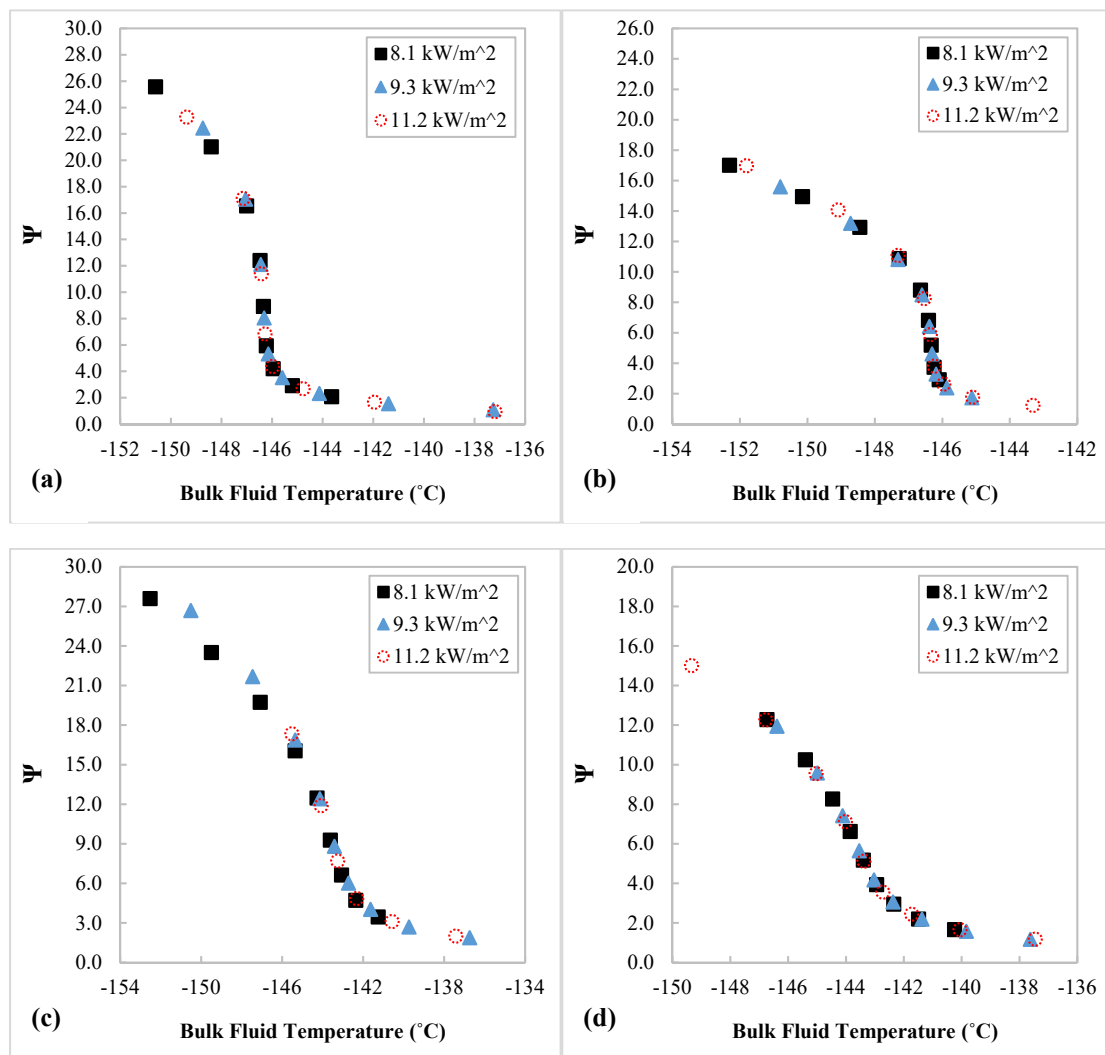 30.0
28.0
26.0
24.0
22.0
20.0
18.0
16.0
14.0
12.0
10.0
8.0
6.0
4.0
2.0
0.0
Ψ
8.1 kW/m^2
9.3 kW/m^2
11.2 kW/m^2
-152 -150 -148 -146 -144 -142 -140 -138 -136
(a)
Bulk Fluid Temperature (˚C)
26.0
24.0
22.0
20.0
18.0
16.0
14.0
12.0
10.0
8.0
6.0
4.0
2.0
0.0
Ψ
8.1 kW/m^2
9.3 kW/m^2
11.2 kW/m^2
-154 -152 -150 -148 -146 -144 -142
(b)
Bulk Fluid Temperature (˚C)
30.0
27.0
24.0
21.0
18.0
15.0
12.0
9.0
6.0
3.0
0.0
Ψ
8.1 kW/m^2
9.3 kW/m^2
11.2 kW/m^2
-154 -150 -146 -142 -138 -134
(c)
Bulk Fluid Temperature (˚C)
20.0
18.0
16.0
14.0
12.0
10.0
8.0
6.0
4.0
2.0
0.0
Ψ
8.1 kW/m^2
9.3 kW/m^2
11.2 kW/m^2
-150 -148 -146 -144 -142 -140 -138 -136
(d)
Bulk Fluid Temperature (˚C)